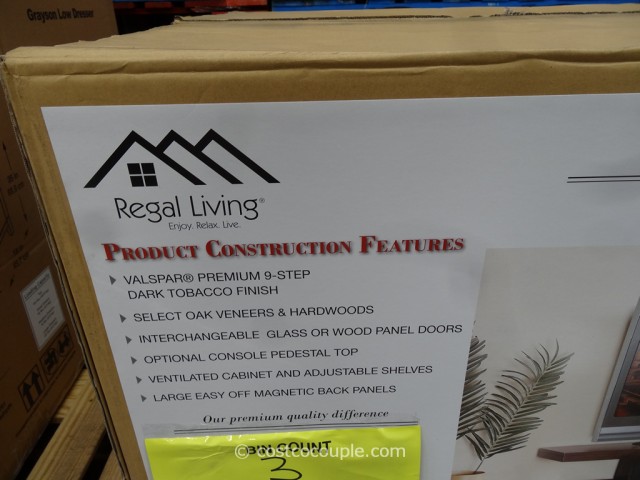 Grayson Low Dresser
Regal Living®
Enjoy. Relax. Live.
PRODUCT CONSTRUCTION FEATURES
VALSPAR® PREMIUM 9-STEP
DARK TOBACCO FINISH
SELECT OAK VENEERS & HARDWOODS
INTERCHANGEABLE GLASS OR WOOD PANEL DOORS
OPTIONAL CONSOLE PEDESTAL TOP
VENTILATED CABINET AND ADJUSTABLE SHELVES
LARGE EASY OFF MAGNETIC BACK PANELS
Our premium quality difference
BIN COUNT
3
©costcocouple.com